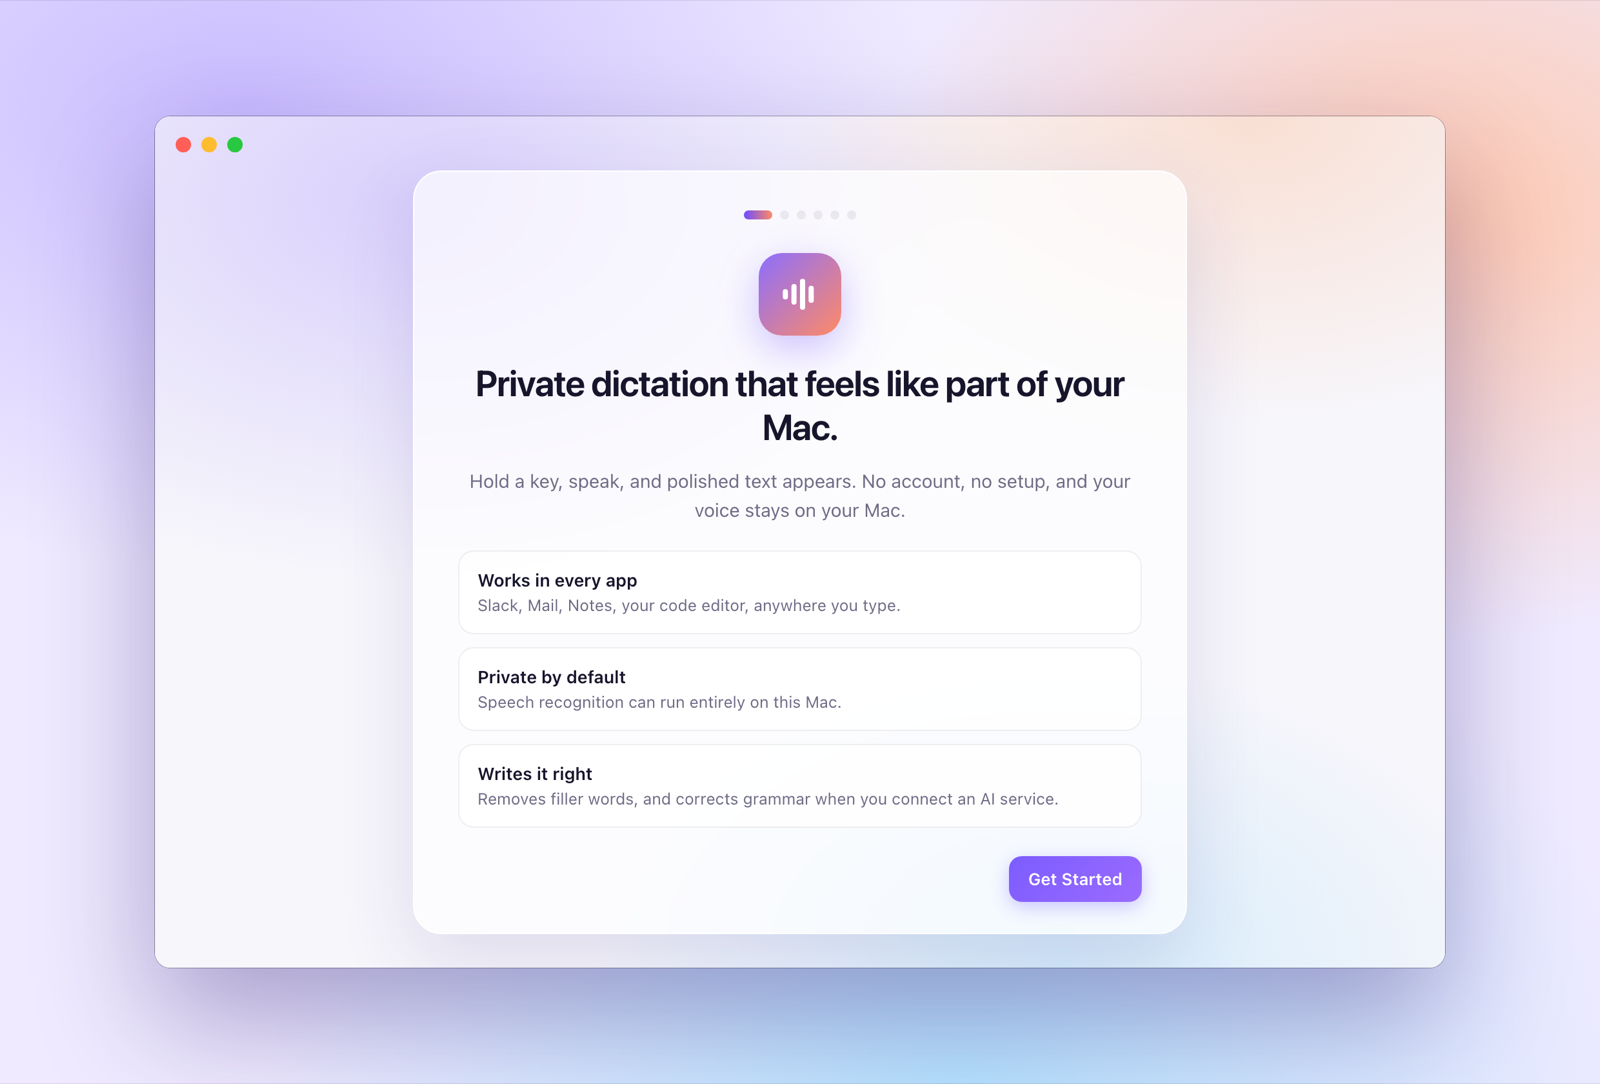 Private dictation that feels like part of your
Mac.
Hold a key, speak, and polished text appears. No account, no setup, and your
voice stays on your Mac.
Works in every app
Slack, Mail, Notes, your code editor, anywhere you type.
Private by default
Speech recognition can run entirely on this Mac.
Writes it right
Removes filler words, and corrects grammar when you connect an AI service.
Get Started